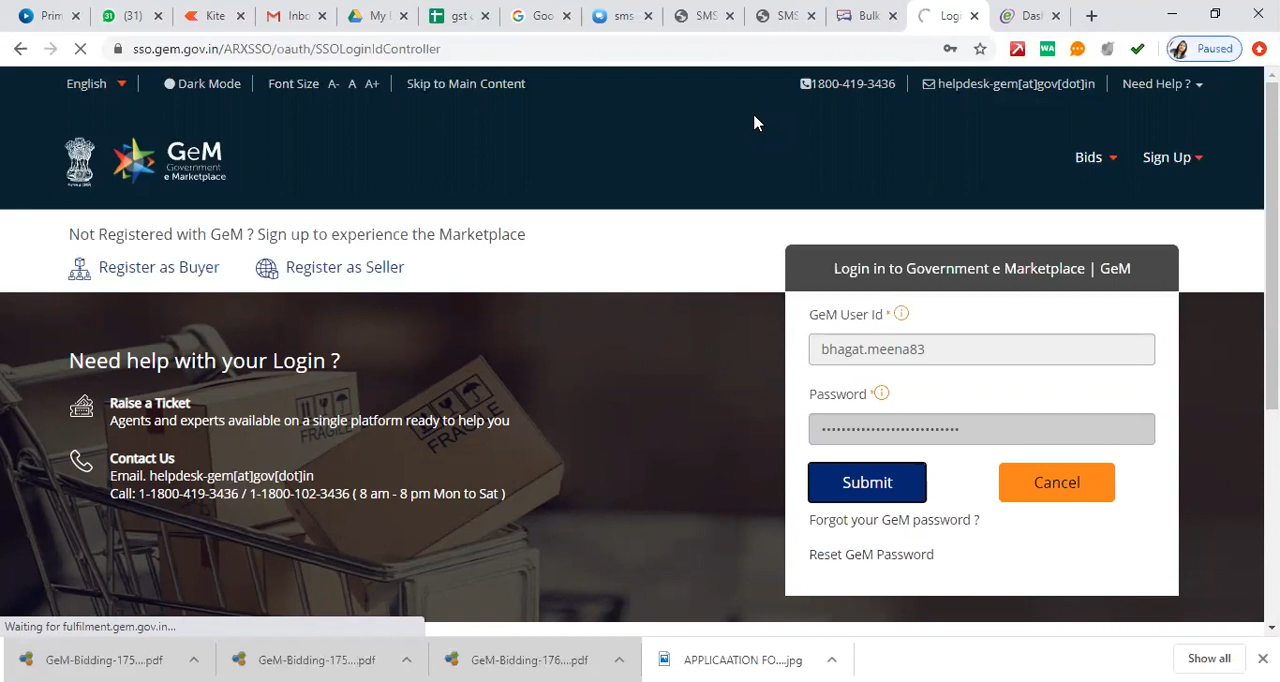 Prim
(31)
Kite
Inbo
My
gst
Goo
sms
SMS
SMS
Bulk
Logi
Das
sso.gem.gov.in/ARXSSO/oauth/SSOLoginIdController
WA
Paused
English
Dark Mode
Font Size A- A A+
Skip to Main Content
1800-419-3436
helpdesk-gem[at]gov[dot]in
Need Help ?
GeM
Government
e Marketplace
Bids
Sign Up
Not Registered with GeM ? Sign up to experience the Marketplace
Register as Buyer
Register as Seller
Login in to Government e Marketplace | GeM
GeM User Id *
bhagat.meena83
Password *
Submit
Cancel
Forgot your GeM password ?
Reset GeM Password
Need help with your Login ?
Raise a Ticket
Agents and experts available on a single platform ready to help you
Contact Us
Email. helpdesk-gem[at]gov[dot]in
Call: 1-1800-419-3436 / 1-1800-102-3436 ( 8 am - 8 pm Mon to Sat )
FRAGILE
FRAGILE
Waiting for fulfilment.gem.gov.in...
GeM-Bidding-175....pdf
GeM-Bidding-175....pdf
GeM-Bidding-176....pdf
APPLICAATION FO....jpg
Show all